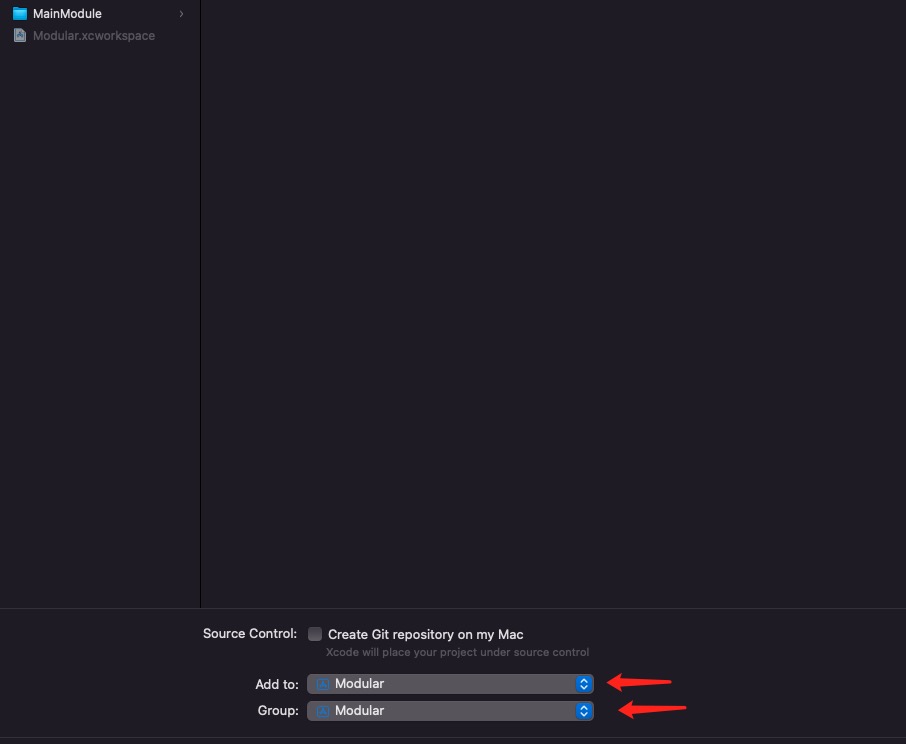 MainModule
Modular.xcworkspace
Source Control: Create Git repository on my Mac
Xcode will place your project under source control
Add to: Modular
Group: Modular